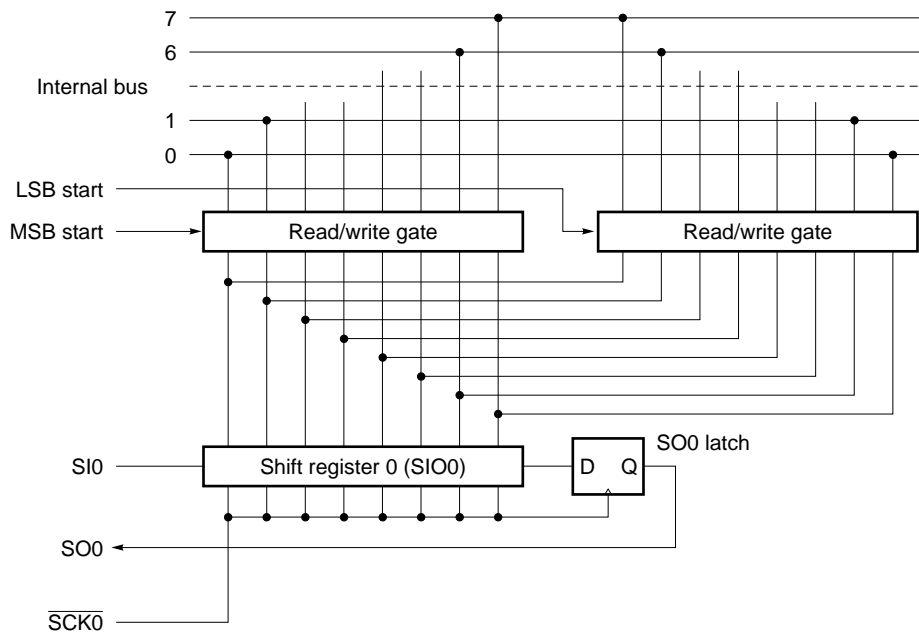 7
6
Internal bus
1
0
LSB start
MSB start
Read/write gate
Read/write gate
SO0 latch
SI0
Shift register 0 (SIO0)
D Q
SO0
SCK0